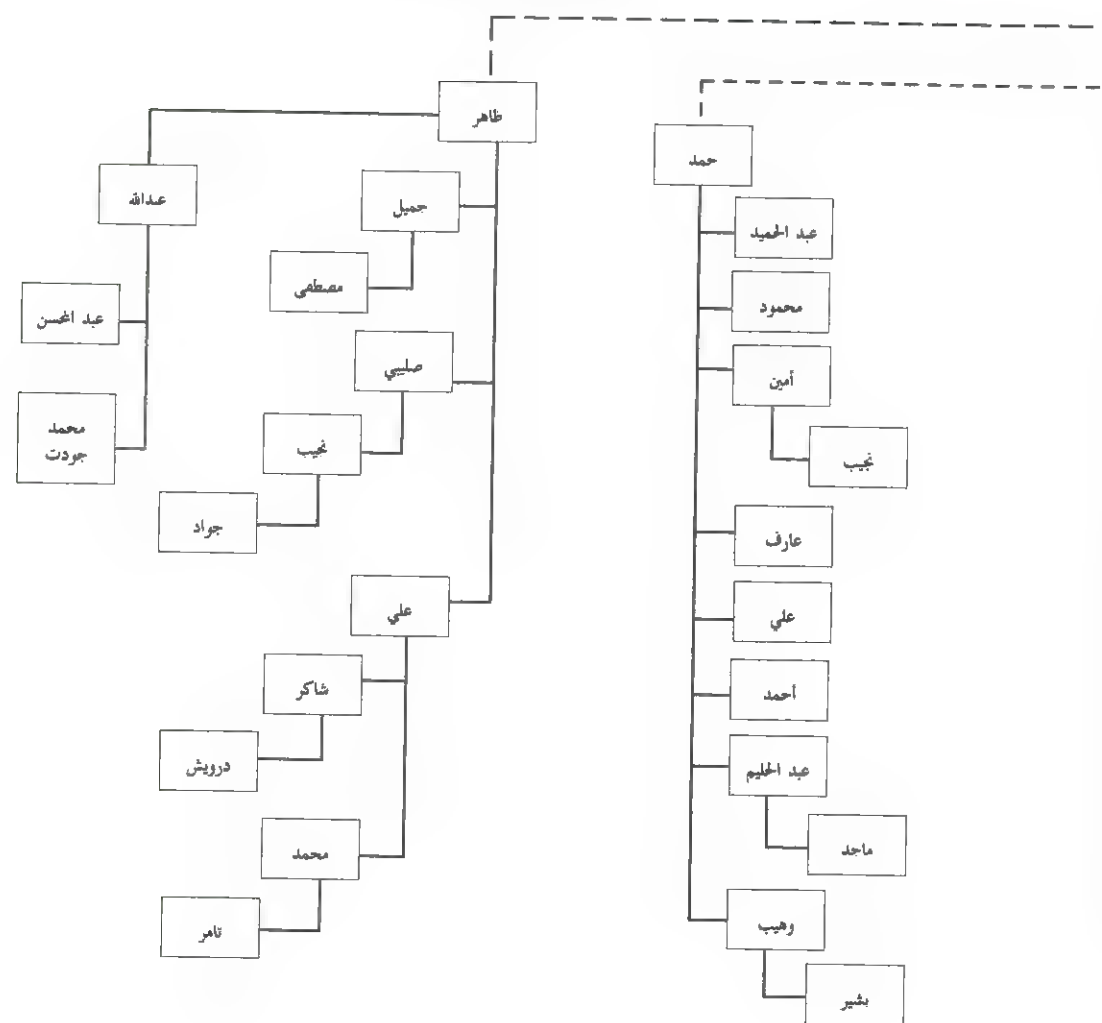 ظاهر
حمد
عبدالله
جميل
عبد الحميد
مصطفى
عبد المحسن
محمود
صليبي
أمين
محمد
جودت
نجيب
نجيب
جواد
عارف
علي
علي
شاكر
أحمد
درويش
عبد الحليم
محمد
ماجد
تامر
وهيب
بشير